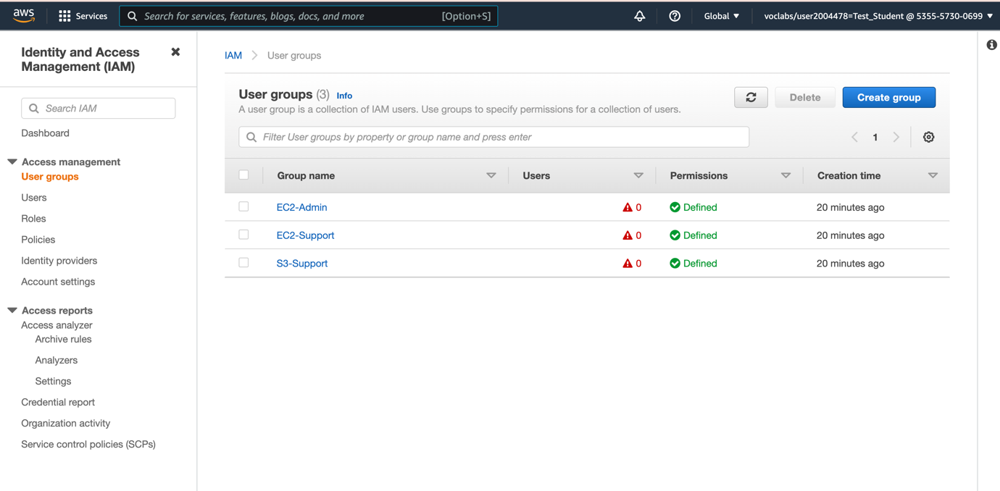 aws Services Search for services, features, blogs, docs, and more [Option+S] Global voclabs/user2004478=Test_Student @ 5355-5730-0699
Identity and Access
Management (IAM)
Search IAM
Dashboard
Access management
User groups
Users
Roles
Policies
Identity providers
Account settings
Access reports
Access analyzer
Archive rules
Analyzers
Settings
Credential report
Organization activity
Service control policies (SCPs)
IAM User groups
User groups (3) Info
A user group is a collection of IAM users. Use groups to specify permissions for a collection of users.
Delete Create group
Filter User groups by property or group name and press enter
1
Group name Users Permissions Creation time
EC2-Admin 0 Defined 20 minutes ago
EC2-Support 0 Defined 20 minutes ago
S3-Support 0 Defined 20 minutes ago